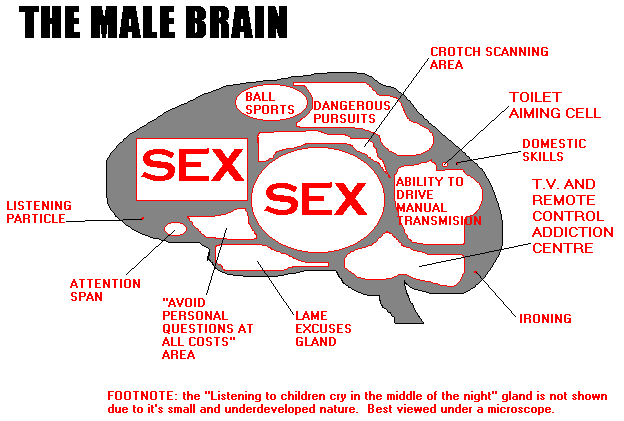 THE MALE BRAIN
CROTCH SCANNING
AREA
BALL
SPORTS
DANGEROUS
PURSUITS
TOILET
AIMING CELL
DOMESTIC
SKILLS
SEX
SEX
ABILITY TO
DRIVE
MANUAL
TRANSMISION
T.V. AND
REMOTE
CONTROL
ADDICTION
CENTRE
LISTENING
PARTICLE
ATTENTION
SPAN
"AVOID
PERSONAL
QUESTIONS AT
ALL COSTS"
AREA
LAME
EXCUSES
GLAND
IRONING
FOOTNOTE: the "Listening to children cry in the middle of the night" gland is not shown
due to it's small and underdeveloped nature. Best viewed under a microscope.